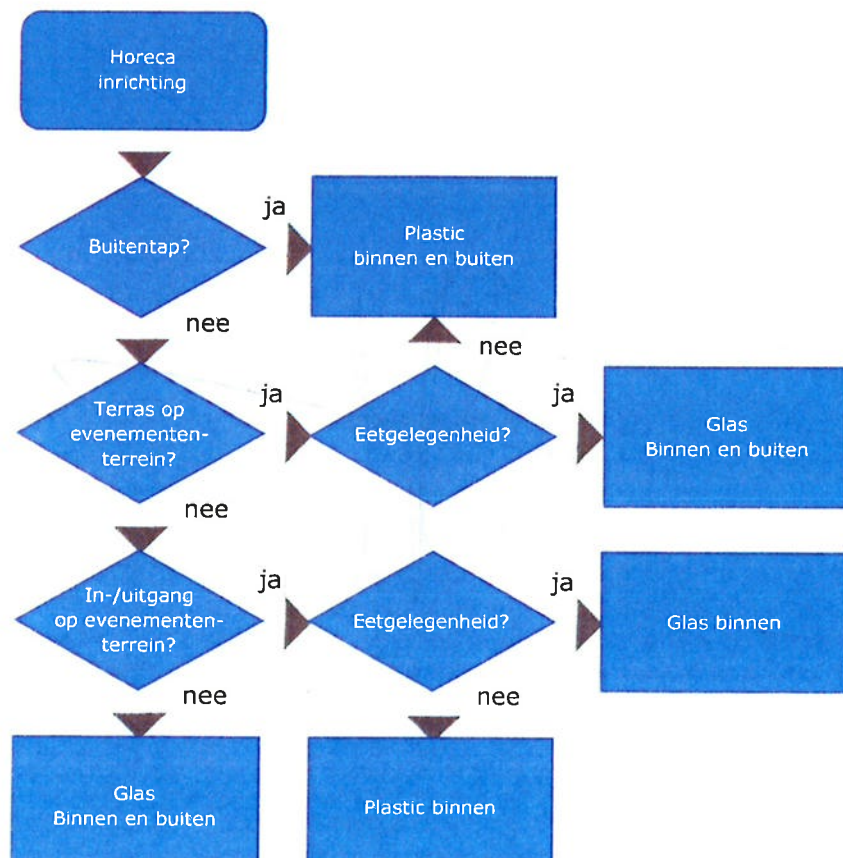 Horeca
inrichting
Buitentap?
ja
Plastic
binnen en buiten
nee
nee
Terras op
evenementen-
terrein?
ja
Eetgelegenheid?
ja
Glas
Binnen en buiten
nee
In-/uitgang
op evenementen-
terrein?
ja
Eetgelegenheid?
ja
Glas binnen
nee
nee
Glas
Binnen en buiten
Plastic binnen